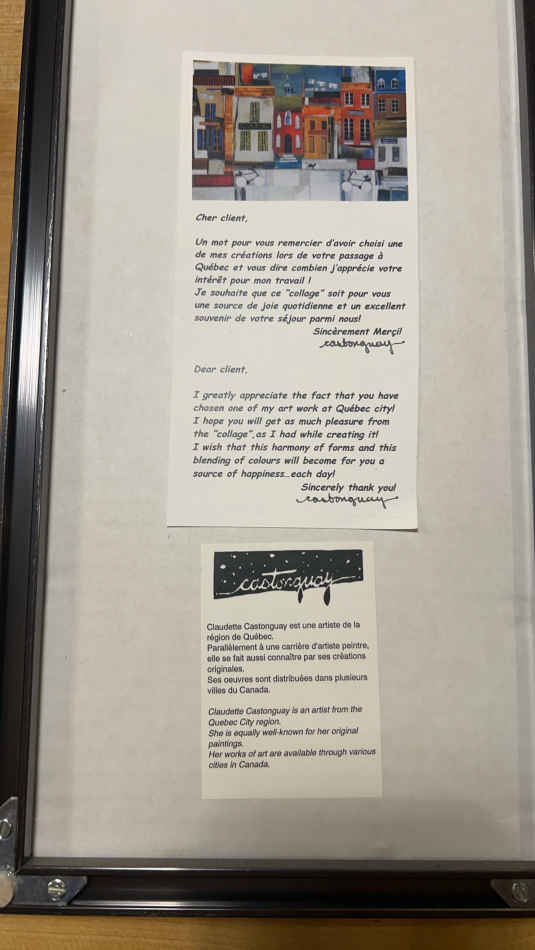 Cher client,
Un mot pour vous remercier d'avoir choisi une
de mes créations lors de votre passage à
Québec et vous dire combien j'apprécie votre
intérêt pour mon travail !
Je souhaite que ce "collage" soit pour vous
une source de joie quotidienne et un excellent
souvenir de votre séjour parmi nous!
Sincèrement Merçi!
castonguay
Dear client,
I greatly appreciate the fact that you have
chosen one of my art work at Québec city!
I hope you will get as much pleasure from
the "collage",as I had while creating it!
I wish that this harmony of forms and this
blending of colours will become for you a
source of happiness...each day!
Sincerely thank you!
castonguay
castonguay
Claudette Castonguay est une artiste de la
région de Québec.
Parallèlement à une carrière d'artiste peintre,
elle se fait aussi connaître par ses créations
originales.
Ses oeuvres sont distribuées dans plusieurs
villes du Canada.
Claudette Castonguay is an artist from the
Quebec City region.
She is equally well-known for her original
paintings.
Her works of art are available through various
cities in Canada.